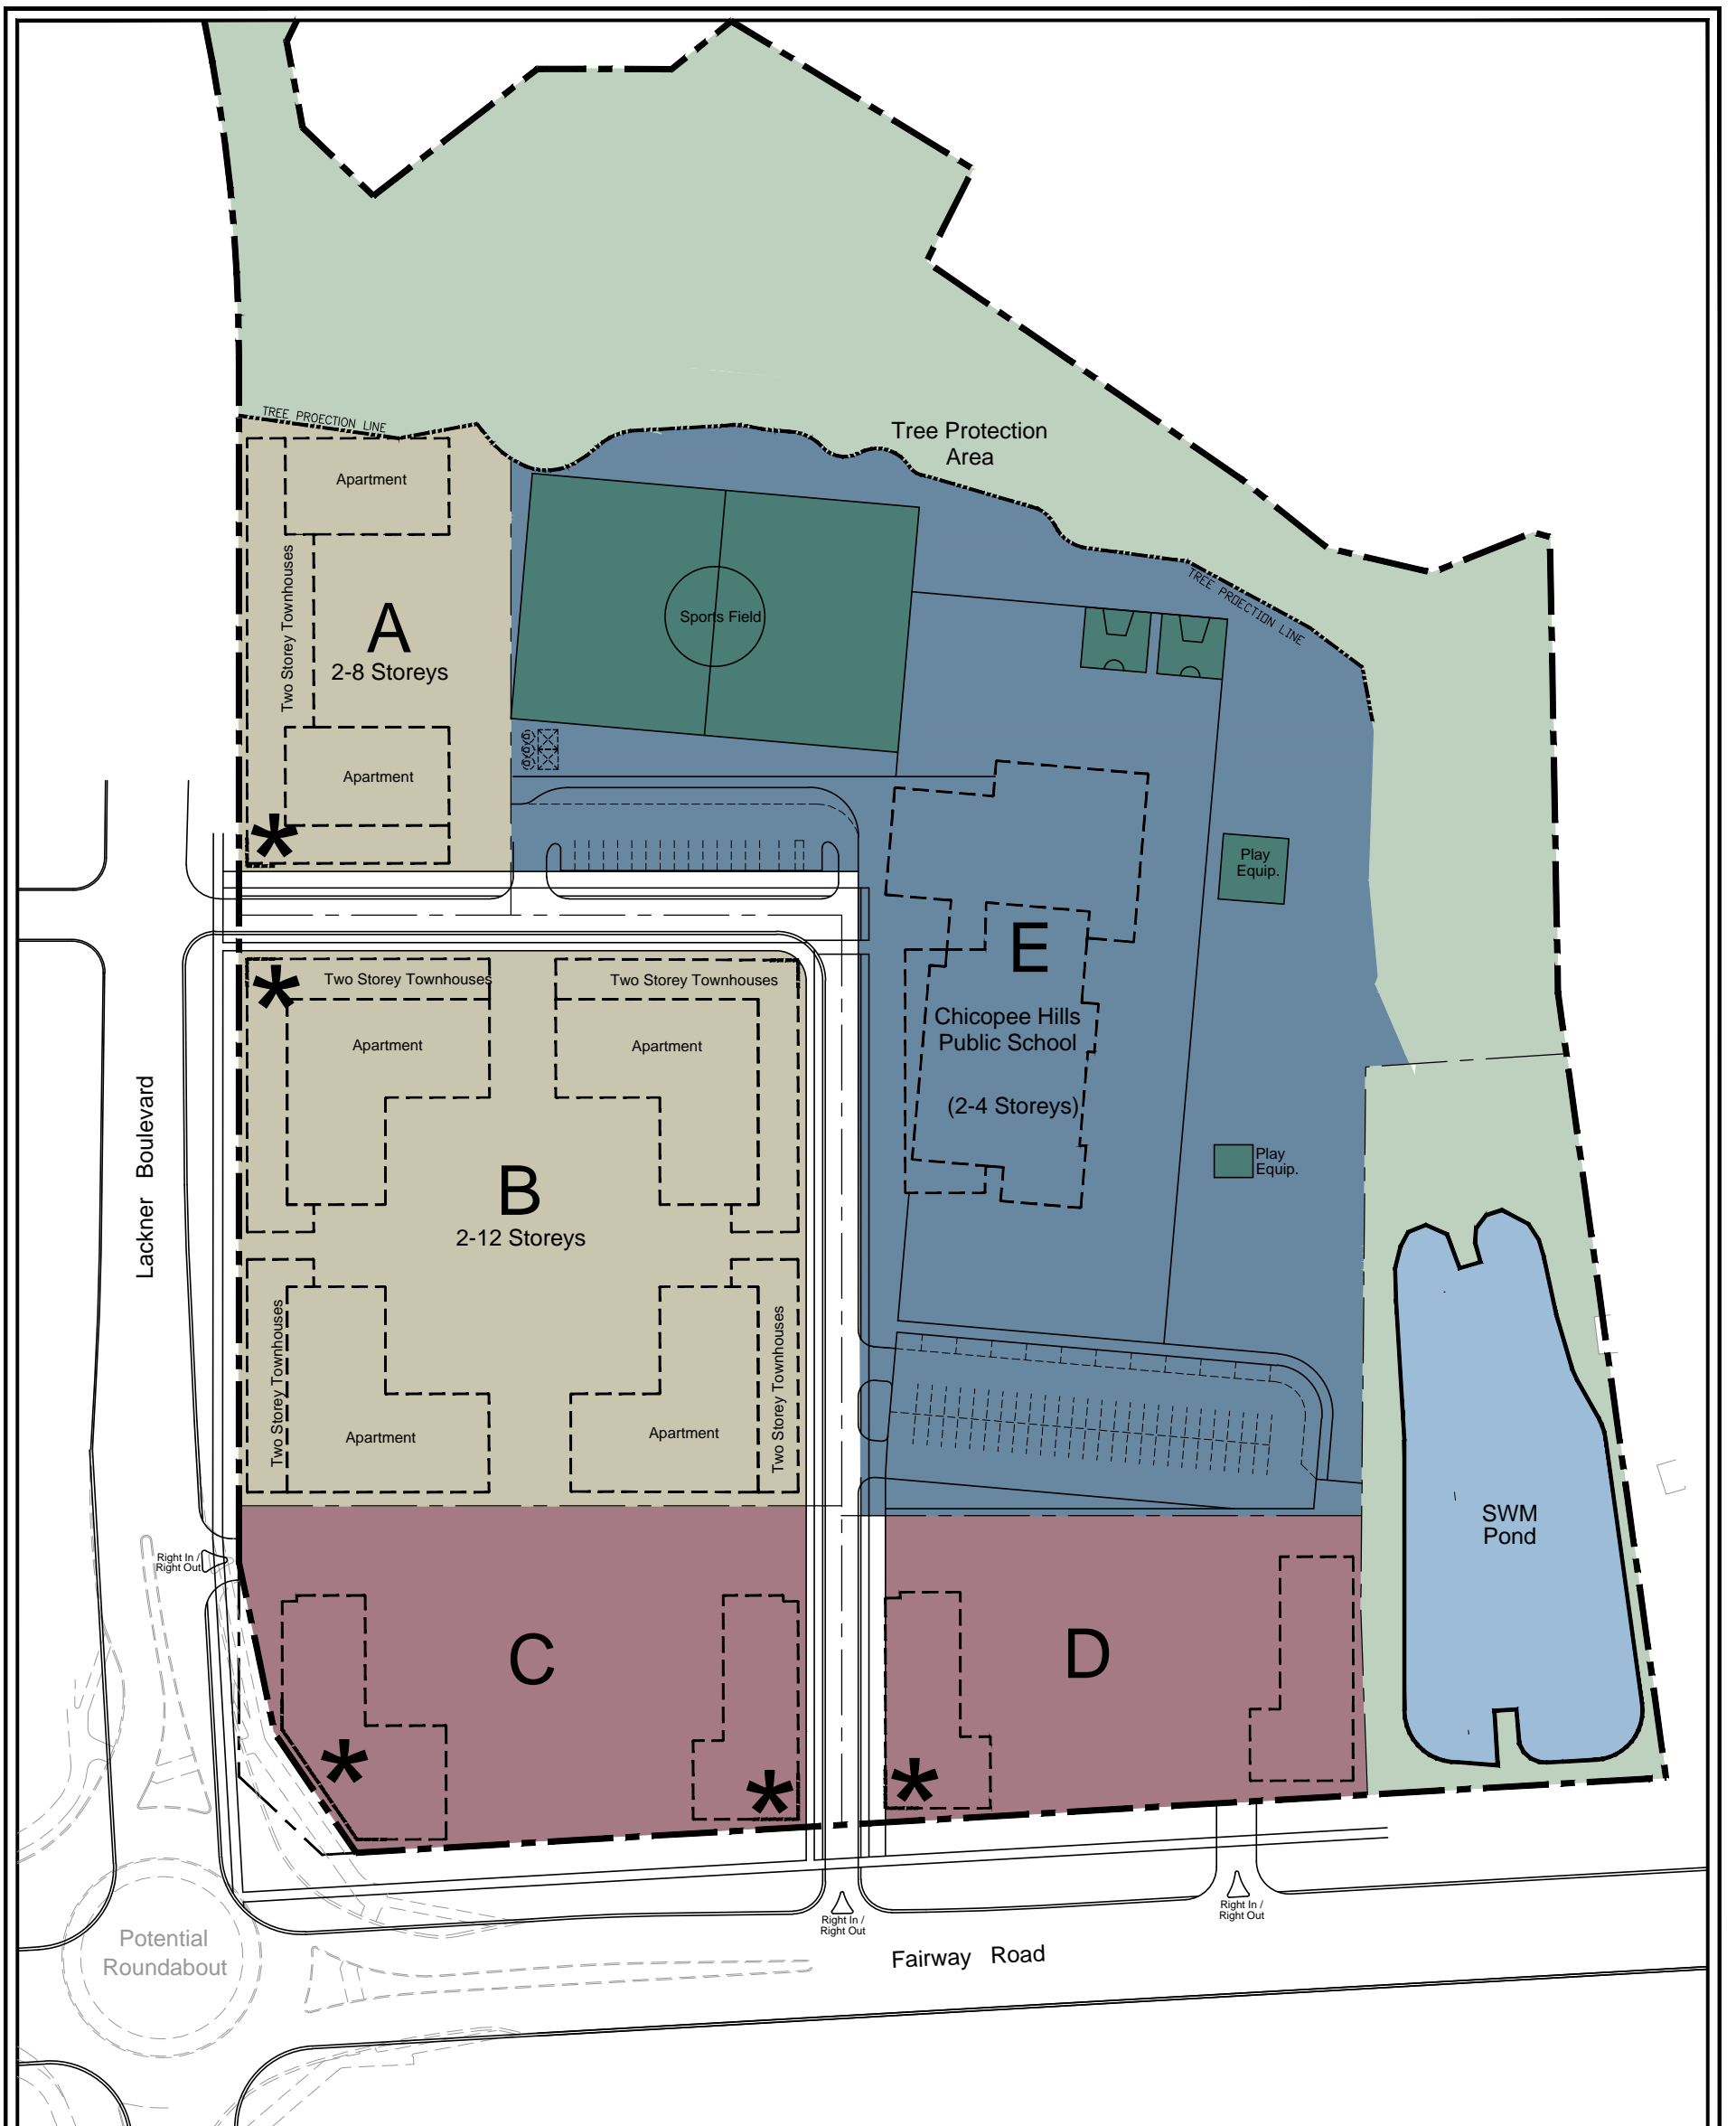 TREE PROECTION LINE
Tree Protection
Area
Apartment
Two Storey Townhouses
A
2-8 Storeys
Sports Field
TREE PROECTION LINE
Apartment
*
Play
Equip.
E
Chicopee Hills
Public School
(2-4 Storeys)
*
Two Storey Townhouses
Two Storey Townhouses
Apartment
Apartment
Lackner Boulevard
B
2-12 Storeys
Play
Equip.
Two Storey Townhouses
Two Storey Townhouses
Apartment
Apartment
SWM
Pond
Right In /
Right Out
C
D
*
*
*
Right In /
Right Out
Right In /
Right Out
Potential
Roundabout
Fairway Road